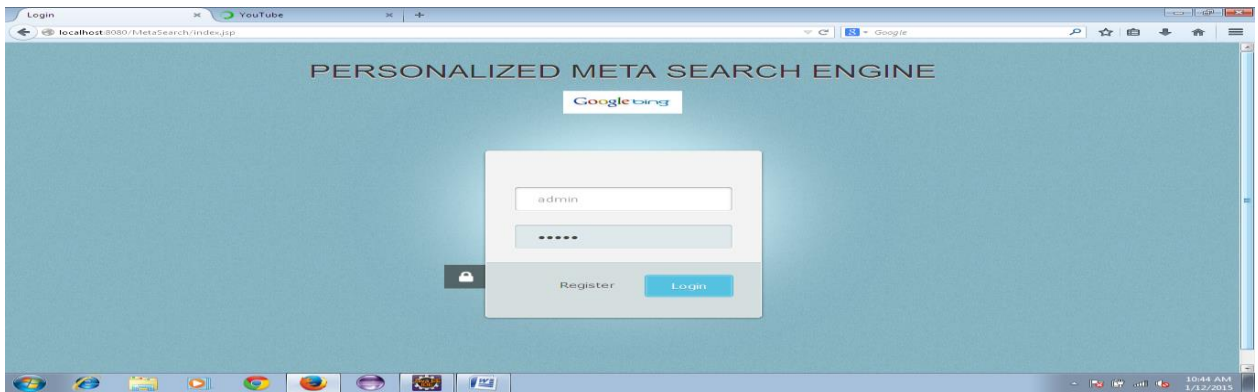 Login
YouTube
localhost:8080/MetaSearch/index.jsp
Google
PERSONALIZED META SEARCH ENGINE
Google bing
admin
•••••
Register
Login
10:44 AM
1/12/2015